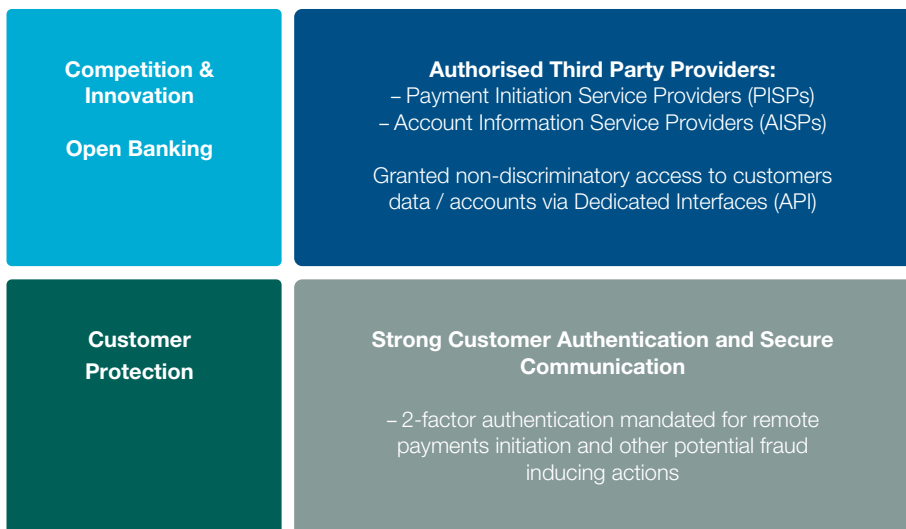 Competition &
Innovation
Open Banking
Authorised Third Party Providers:
– Payment Initiation Service Providers (PISPs)
– Account Information Service Providers (AISPs)
Granted non-discriminatory access to customers
data / accounts via Dedicated Interfaces (API)
Customer
Protection
Strong Customer Authentication and Secure
Communication
– 2-factor authentication mandated for remote
payments initiation and other potential fraud
inducing actions